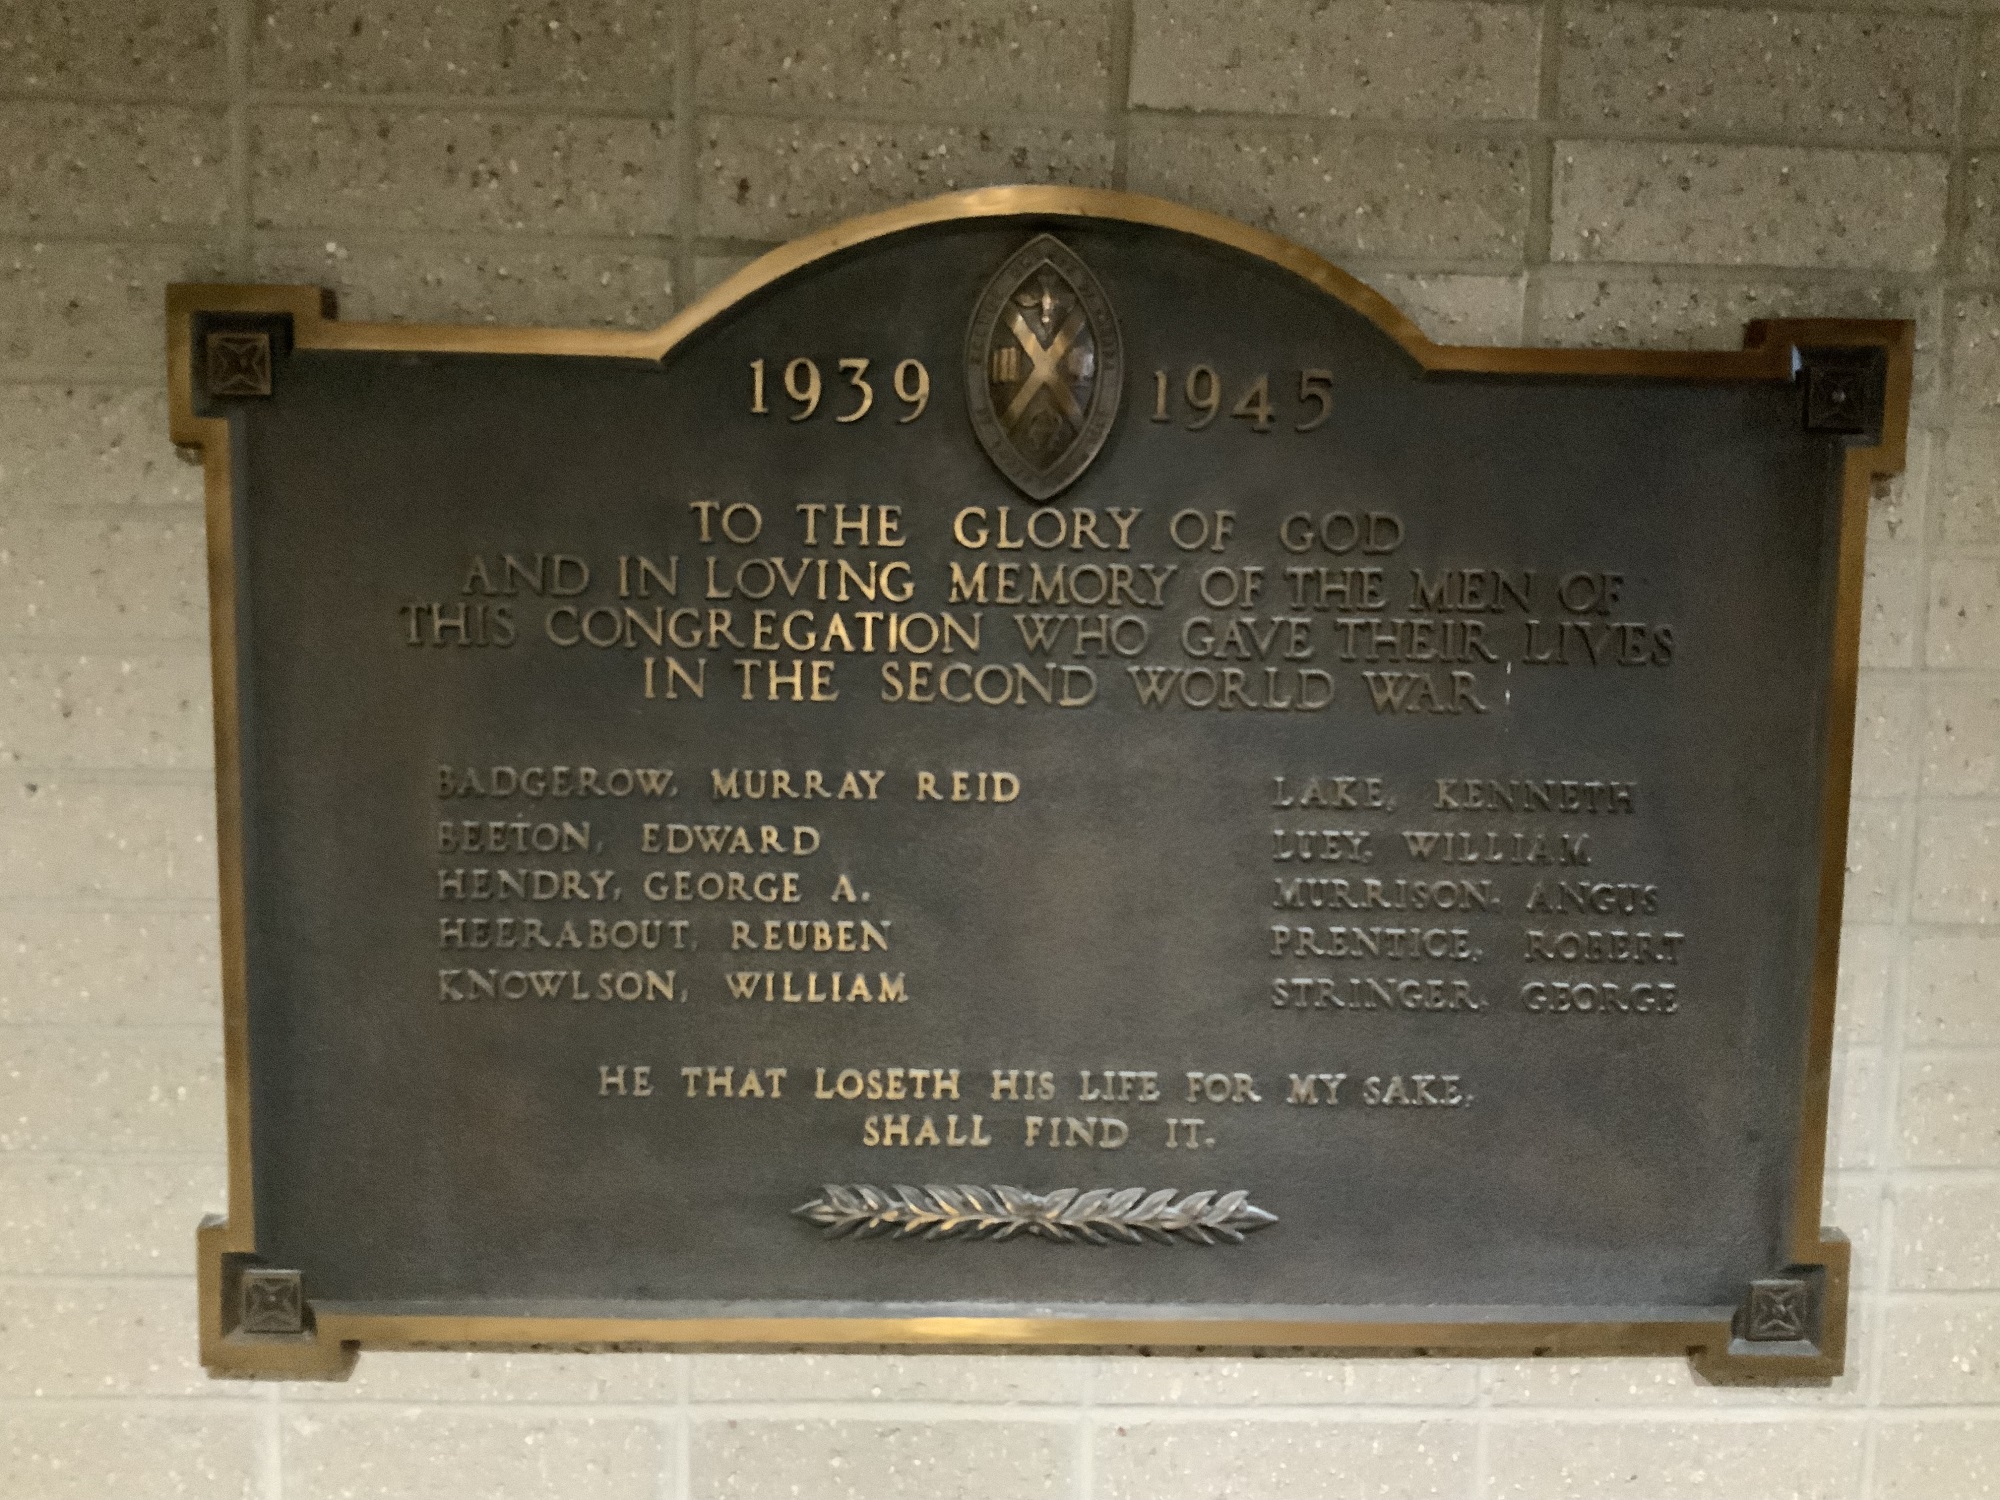 1939 1945
TO THE GLORY OF GOD
AND IN LOVING MEMORY OF THE MEN OF
THIS CONGREGATION WHO GAVE THEIR LIVES
IN THE SECOND WORLD WAR
BADGEROW, MURRAY REID
BEETON, EDWARD
HENDRY, GEORGE A.
HEERABOUT, REUBEN
KNOWLSON, WILLIAM
LAKE, KENNETH
LUEY, WILLIAM
MURRISON, ANGUS
PRENTICE, ROBERT
STRINGER, GEORGE
HE THAT LOSETH HIS LIFE FOR MY SAKE,
SHALL FIND IT.